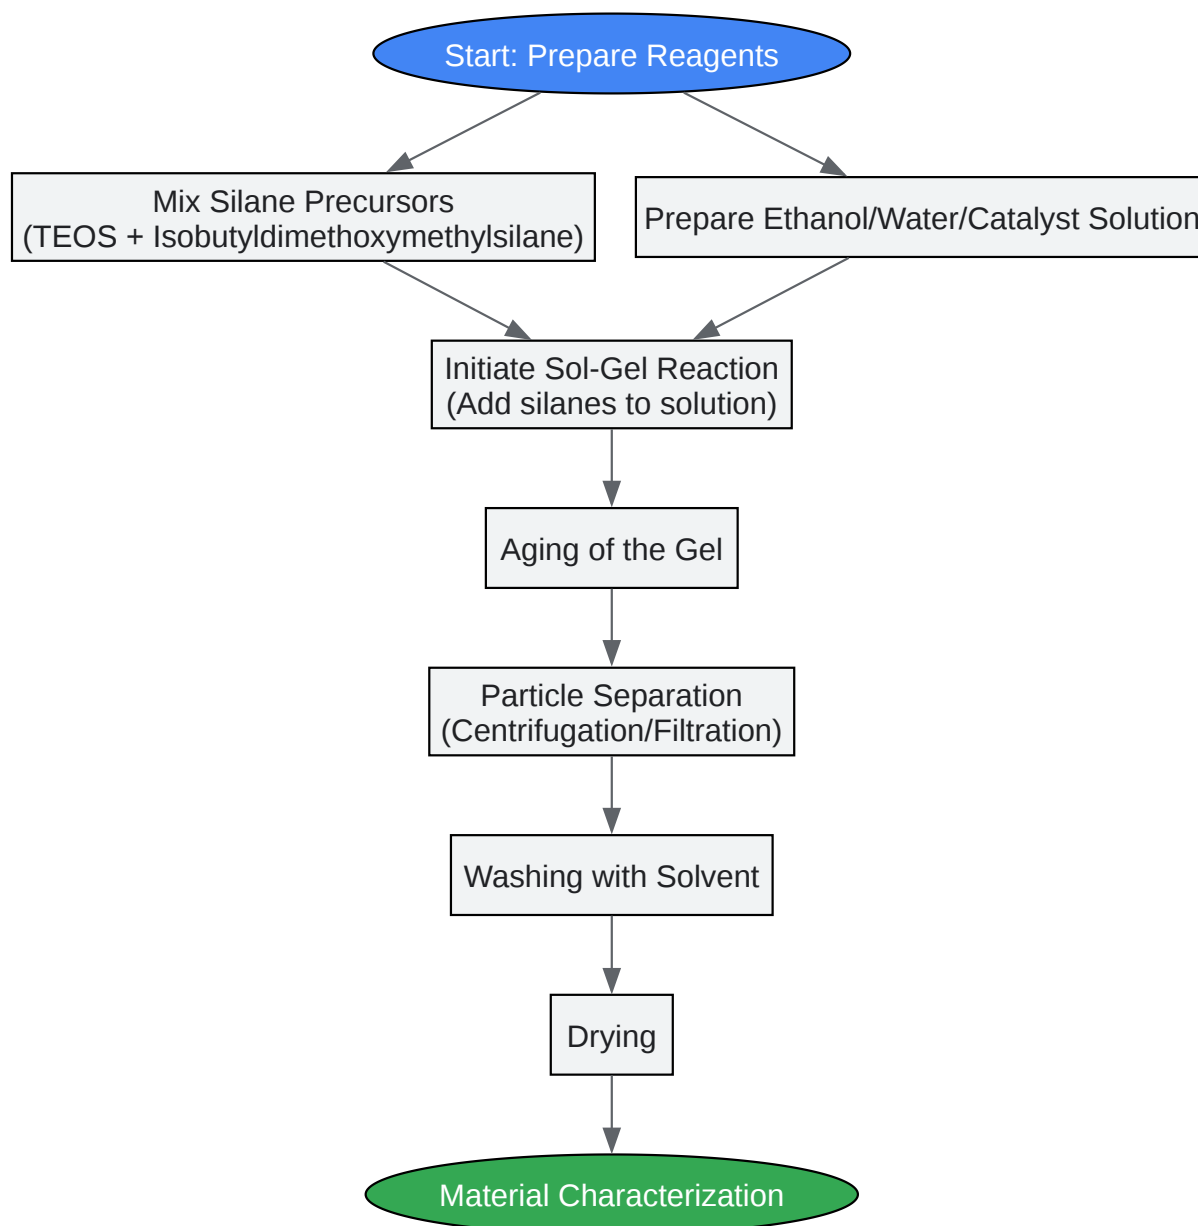 Start: Prepare Reagents
Mix Silane Precursors
(TEOS + Isobutyldimethoxymethylsilane)
Prepare Ethanol/Water/Catalyst Solution
Initiate Sol-Gel Reaction
(Add silanes to solution)
Aging of the Gel
Particle Separation
(Centrifugation/Filtration)
Washing with Solvent
Drying
Material Characterization